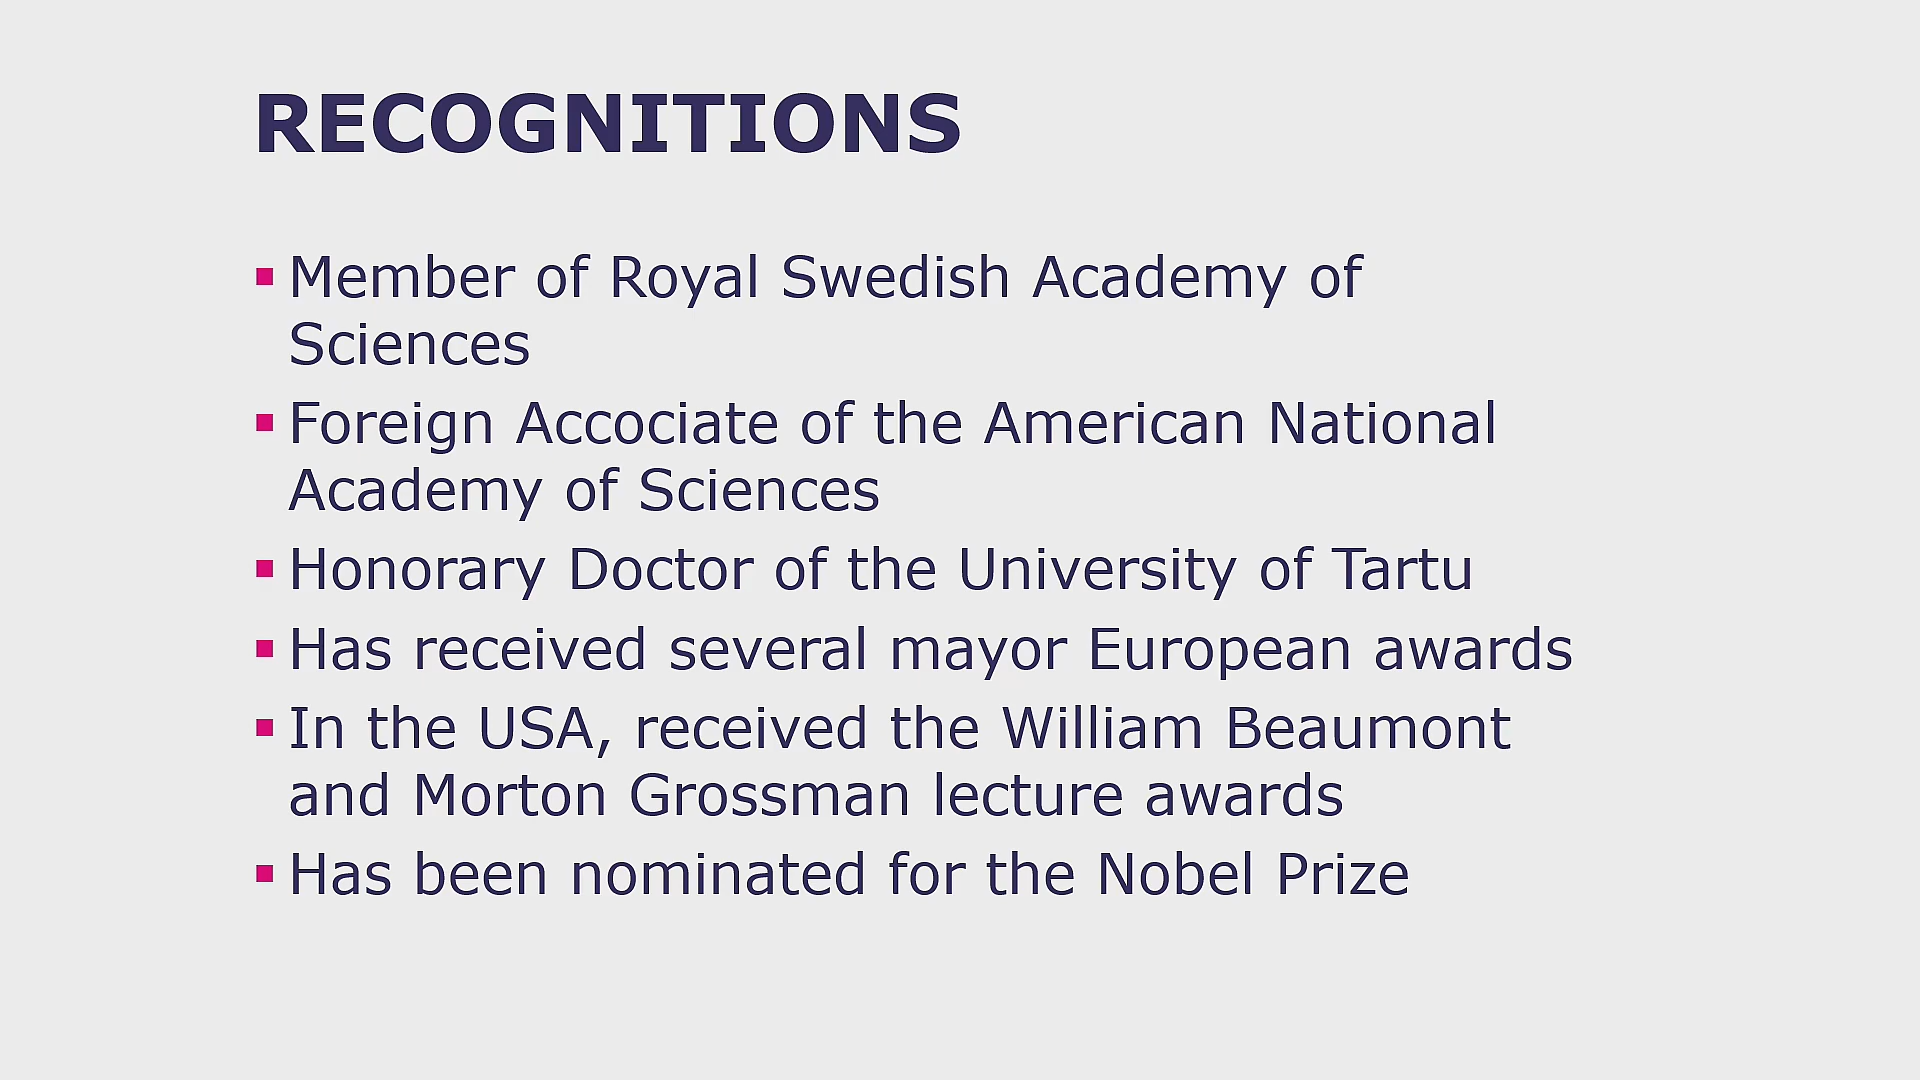 RECOGNITIONS
▪ Member of Royal Swedish Academy of
Sciences
▪ Foreign Accociate of the American National
Academy of Sciences
▪ Honorary Doctor of the University of Tartu
▪ Has received several mayor European awards
▪ In the USA, received the William Beaumont
and Morton Grossman lecture awards
▪ Has been nominated for the Nobel Prize